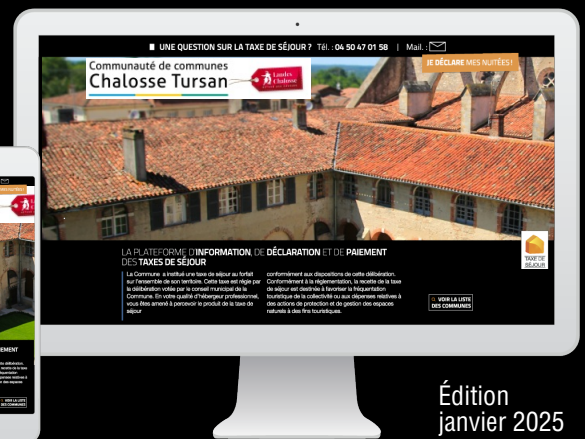 UNE QUESTION SUR LA TAXE DE SÉJOUR ? Tél. : 04 50 47 01 58 | Mail. :
JE DÉCLARE MES NUITÉES !
Communauté de communes
Chalosse Tursan
Landes
Chalosse
LA PLATEFORME D'INFORMATION, DE DÉCLARATION ET DE PAIEMENT
DES TAXES DE SÉJOUR
La Commune a institué une taxe de séjour au forfait
sur l'ensemble de son territoire. Cette taxe est régie par
la délibération votée par le conseil municipal de la
Commune. En votre qualité d'hébergeur professionnel,
vous êtes amené à percevoir le produit de la taxe de
séjour
conformément aux dispositions de cette délibération.
Conformément à la réglementation, la recette de la taxe
de séjour est destinée à favoriser la fréquentation
touristique de la collectivité ou aux dépenses relatives à
des actions de protection et de gestion des espaces
naturels à des fins touristiques.
TAXE DE
SÉJOUR
VOIR LA LISTE
DES COMMUNES
IEMENT
VOIR LA LISTE
DES COMMUNES
Édition
janvier 2025